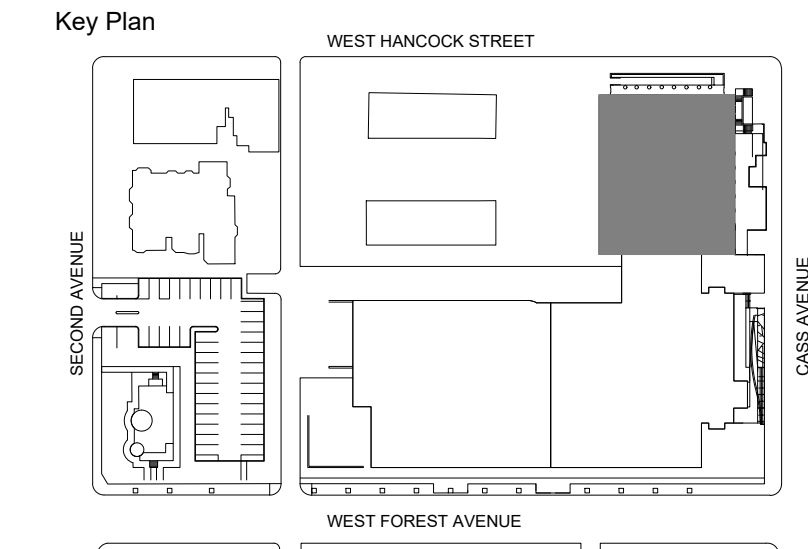 Key Plan
WEST HANCOCK STREET
SECOND AVENUE
CASS AVENUE
WEST FOREST AVENUE